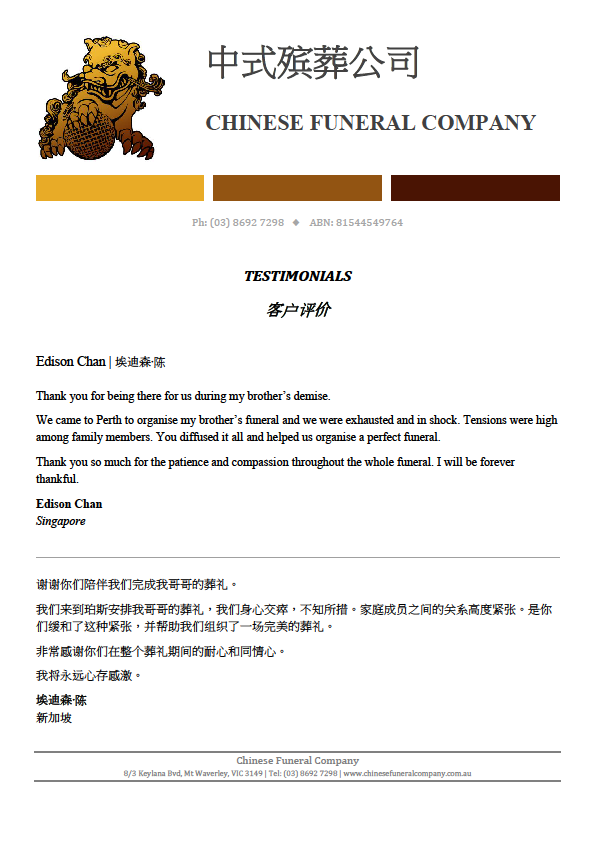 中式殡葬公司
CHINESE FUNERAL COMPANY
Ph: (03) 8692 7298 ♦ ABN: 81544549764
TESTIMONIALS
客户评价
Edison Chan | 埃迪森·陈
Thank you for being there for us during my brother’s demise.
We came to Perth to organise my brother’s funeral and we were exhausted and in shock. Tensions were high
among family members. You diffused it all and helped us organise a perfect funeral.
Thank you so much for the patience and compassion throughout the whole funeral. I will be forever
thankful.
Edison Chan
Singapore
谢谢你们陪伴我们完成我哥哥的葬礼。
我们来到珀斯安排我哥哥的葬礼，我们身心交瘁，不知所措。家庭成员之间的关系高度紧张。是你
们缓和了这种紧张，并帮助我们组织了一场完美的葬礼。
非常感谢你们在整个葬礼期间的耐心和同情心。
我将永远心存感激。
埃迪森·陈
新加坡
Chinese Funeral Company
8/3 Keylana Bvd, Mt Waverley, VIC 3149 | Tel: (03) 8692 7298 | www.chinesefuneralcompany.com.au